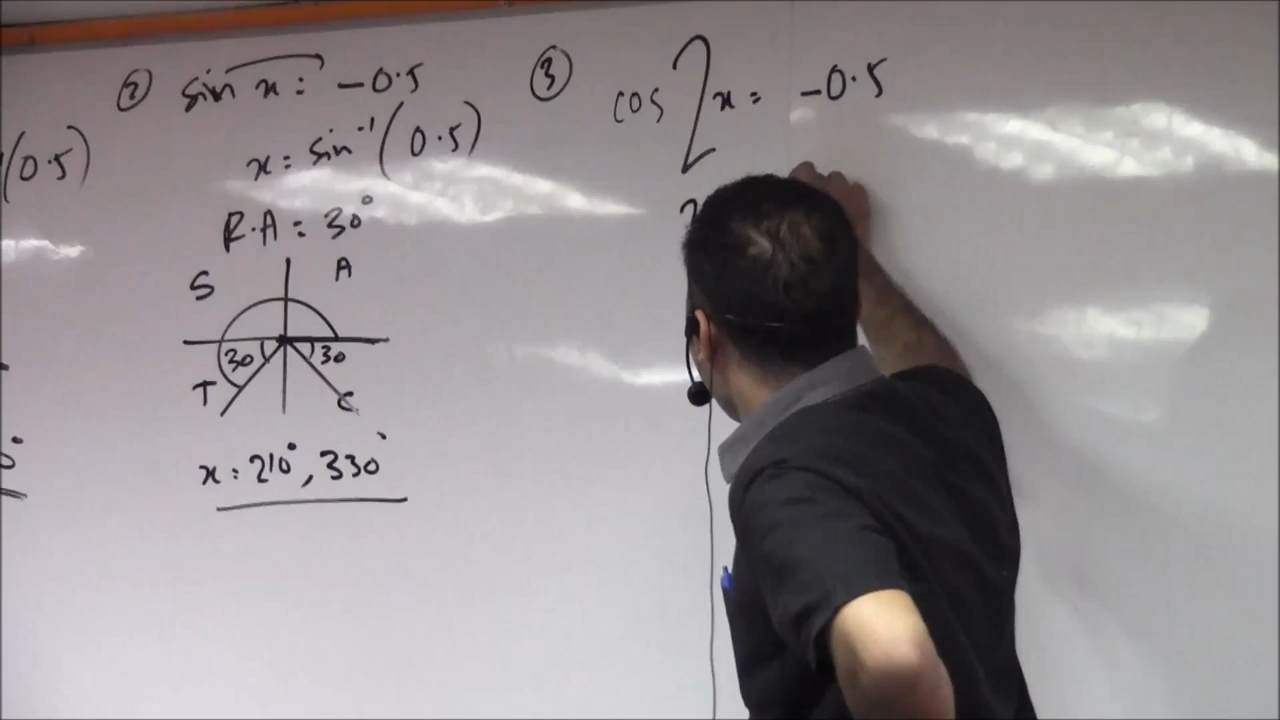 (0.5)
② sin x = -0.5
x = sin⁻¹(0.5)
R.A = 30°
S A
30 30
T C
x = 210°, 330°
③ cos 2x = -0.5
2